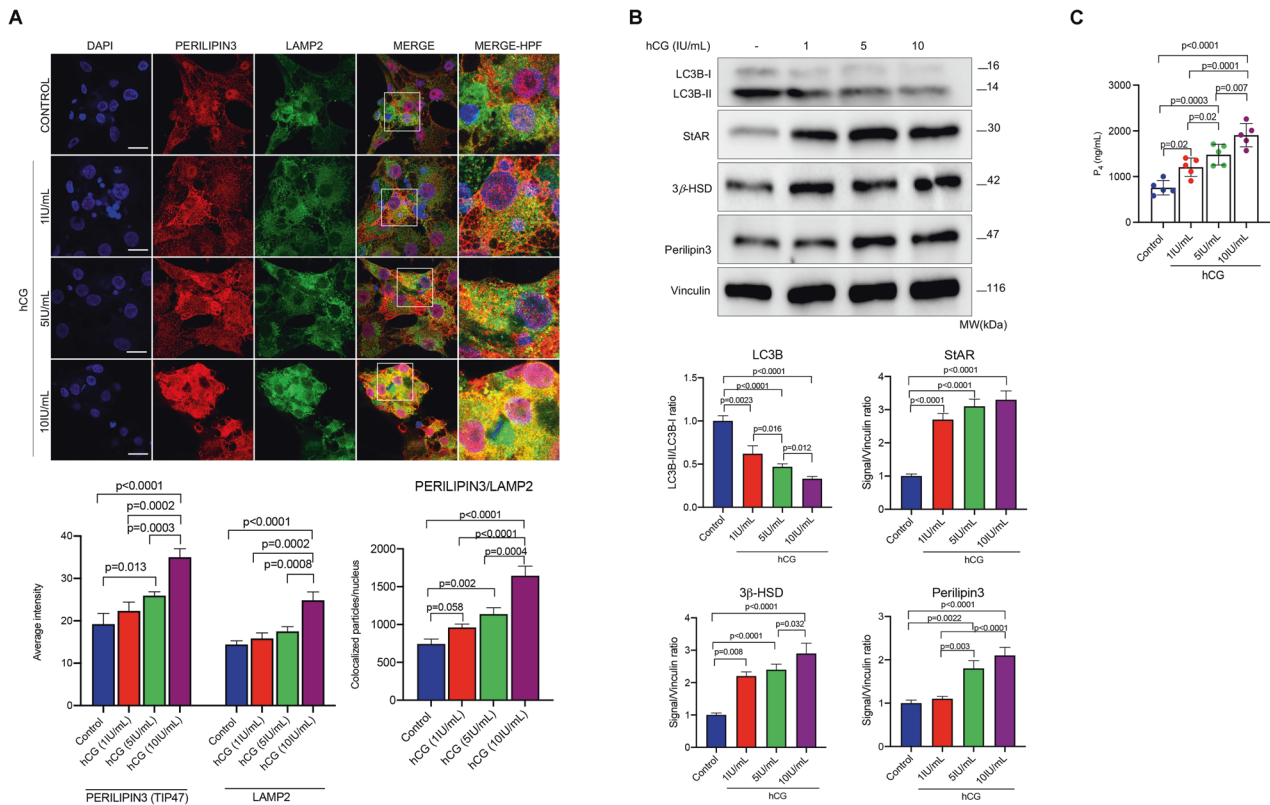 A
DAPI PERILIPIN3 LAMP2 MERGE MERGE-HPF
CONTROL
hCG
1IU/mL
5IU/mL
10IU/mL
p<0.0001
p=0.0002
p=0.0003
p=0.013
p<0.0001
p=0.0002
p=0.0008
40
30
20
10
0
Average intensity
Control
hCG (1IU/mL)
hCG (5IU/mL)
hCG (10IU/mL)
Control
hCG (1IU/mL)
hCG (5IU/mL)
hCG (10IU/mL)
PERILIPIN3 (TIP47)
LAMP2
PERILIPIN3/LAMP2
p<0.0001
p<0.0001
p=0.0004
p=0.002
p=0.058
2000
1500
1000
500
0
Colocalized particles/nucleus
Control
hCG (1IU/mL)
hCG (5IU/mL)
hCG (10IU/mL)
B
hCG (IU/mL) - 1 5 10
LC3B-I 16
LC3B-II 14
StAR 30
3β-HSD 42
Perilipin3 47
Vinculin 116
MW(kDa)
LC3B
p<0.0001
p<0.0001
p=0.0023
p=0.016
p=0.012
1.5
1.0
0.5
0.0
LC3B-II/LC3B-I ratio
Control
1IU/mL
5IU/mL
10IU/mL
hCG
StAR
p<0.0001
p<0.0001
p<0.0001
4
3
2
1
0
Signal/Vinculin ratio
Control
1IU/mL
5IU/mL
10IU/mL
hCG
3β-HSD
p<0.0001
p=0.032
p<0.0001
p=0.008
4
3
2
1
0
Signal/Vinculin ratio
Control
1IU/mL
5IU/mL
10IU/mL
hCG
Perilipin3
p<0.0001
p=0.0022
p<0.0001
p=0.003
3
2
1
0
Signal/Vinculin ratio
Control
1IU/mL
5IU/mL
10IU/mL
hCG
C
p<0.0001
p=0.0001
p=0.007
p=0.0003
p=0.02
p=0.02
3000
2000
1000
0
P4 (ng/mL)
Control
1IU/mL
5IU/mL
10IU/mL
hCG